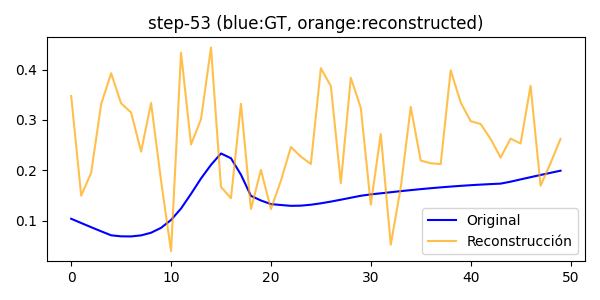 step-53 (blue:GT, orange:reconstructed)
0.4
0.3
0.2
0.1
Original
Reconstrucción
0 10 20 30 40 50